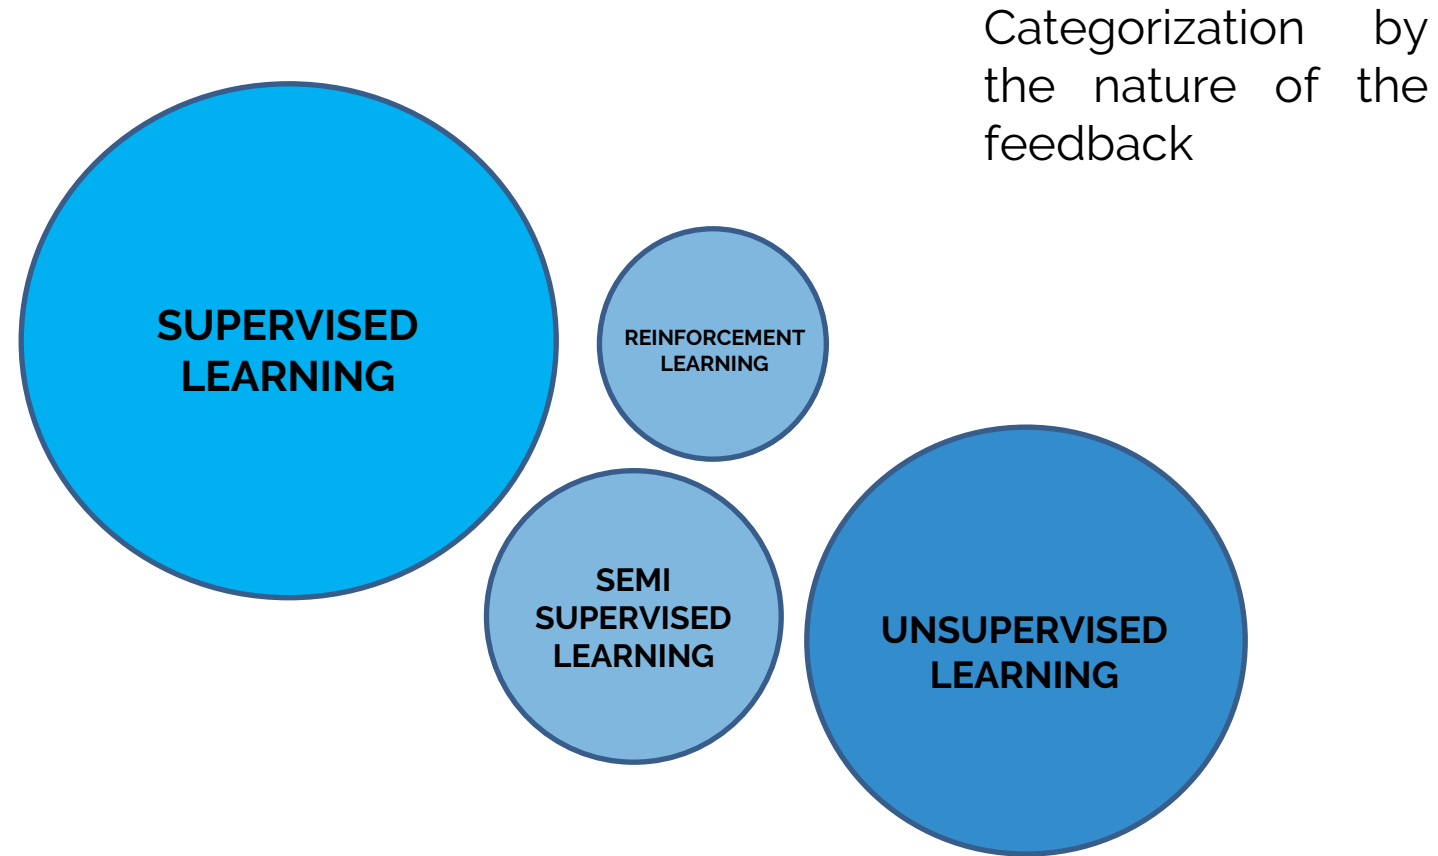 Categorization by
the nature of the
feedback
SUPERVISED
LEARNING
REINFORCEMENT
LEARNING
SEMI
SUPERVISED
LEARNING
UNSUPERVISED
LEARNING